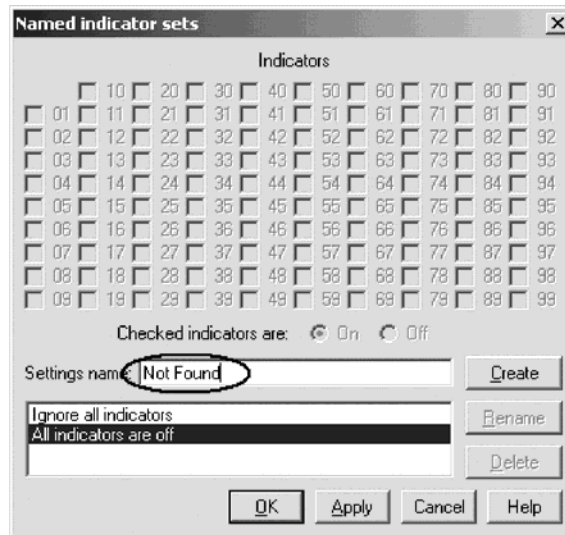 Named indicator sets
Indicators
10 20 30 40 50 60 70 80 90
01 11 21 31 41 51 61 71 81 91
02 12 22 32 42 52 62 72 82 92
03 13 23 33 43 53 63 73 83 93
04 14 24 34 44 54 64 74 84 94
05 15 25 35 45 55 65 75 85 95
06 16 26 36 46 56 66 76 86 96
07 17 27 37 47 57 67 77 87 97
08 18 28 38 48 58 68 78 88 98
09 19 29 39 49 59 69 79 89 99
Checked indicators are: On Off
Settings name: Not Found Create
Ignore all indicators Rename
All indicators are off
Delete
OK Apply Cancel Help